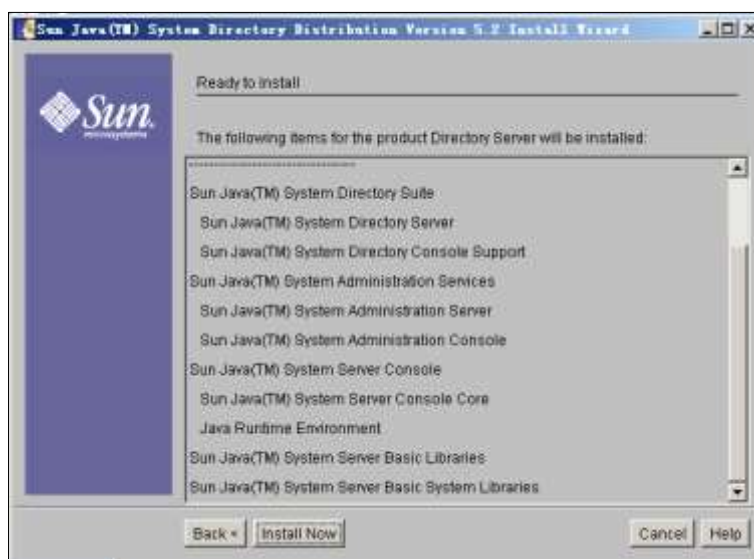 Sun Java(TM) System Directory Distribution Version 5.2 Install Wizard
Sun
microsystems
Ready to Install
The following items for the product Directory Server will be installed:
--------------------------------
Sun Java(TM) System Directory Suite
Sun Java(TM) System Directory Server
Sun Java(TM) System Directory Console Support
Sun Java(TM) System Administration Services
Sun Java(TM) System Administration Server
Sun Java(TM) System Administration Console
Sun Java(TM) System Server Console
Sun Java(TM) System Server Console Core
Java Runtime Environment
Sun Java(TM) System Server Basic Libraries
Sun Java(TM) System Server Basic System Libraries
Back
Install Now
Cancel
Help